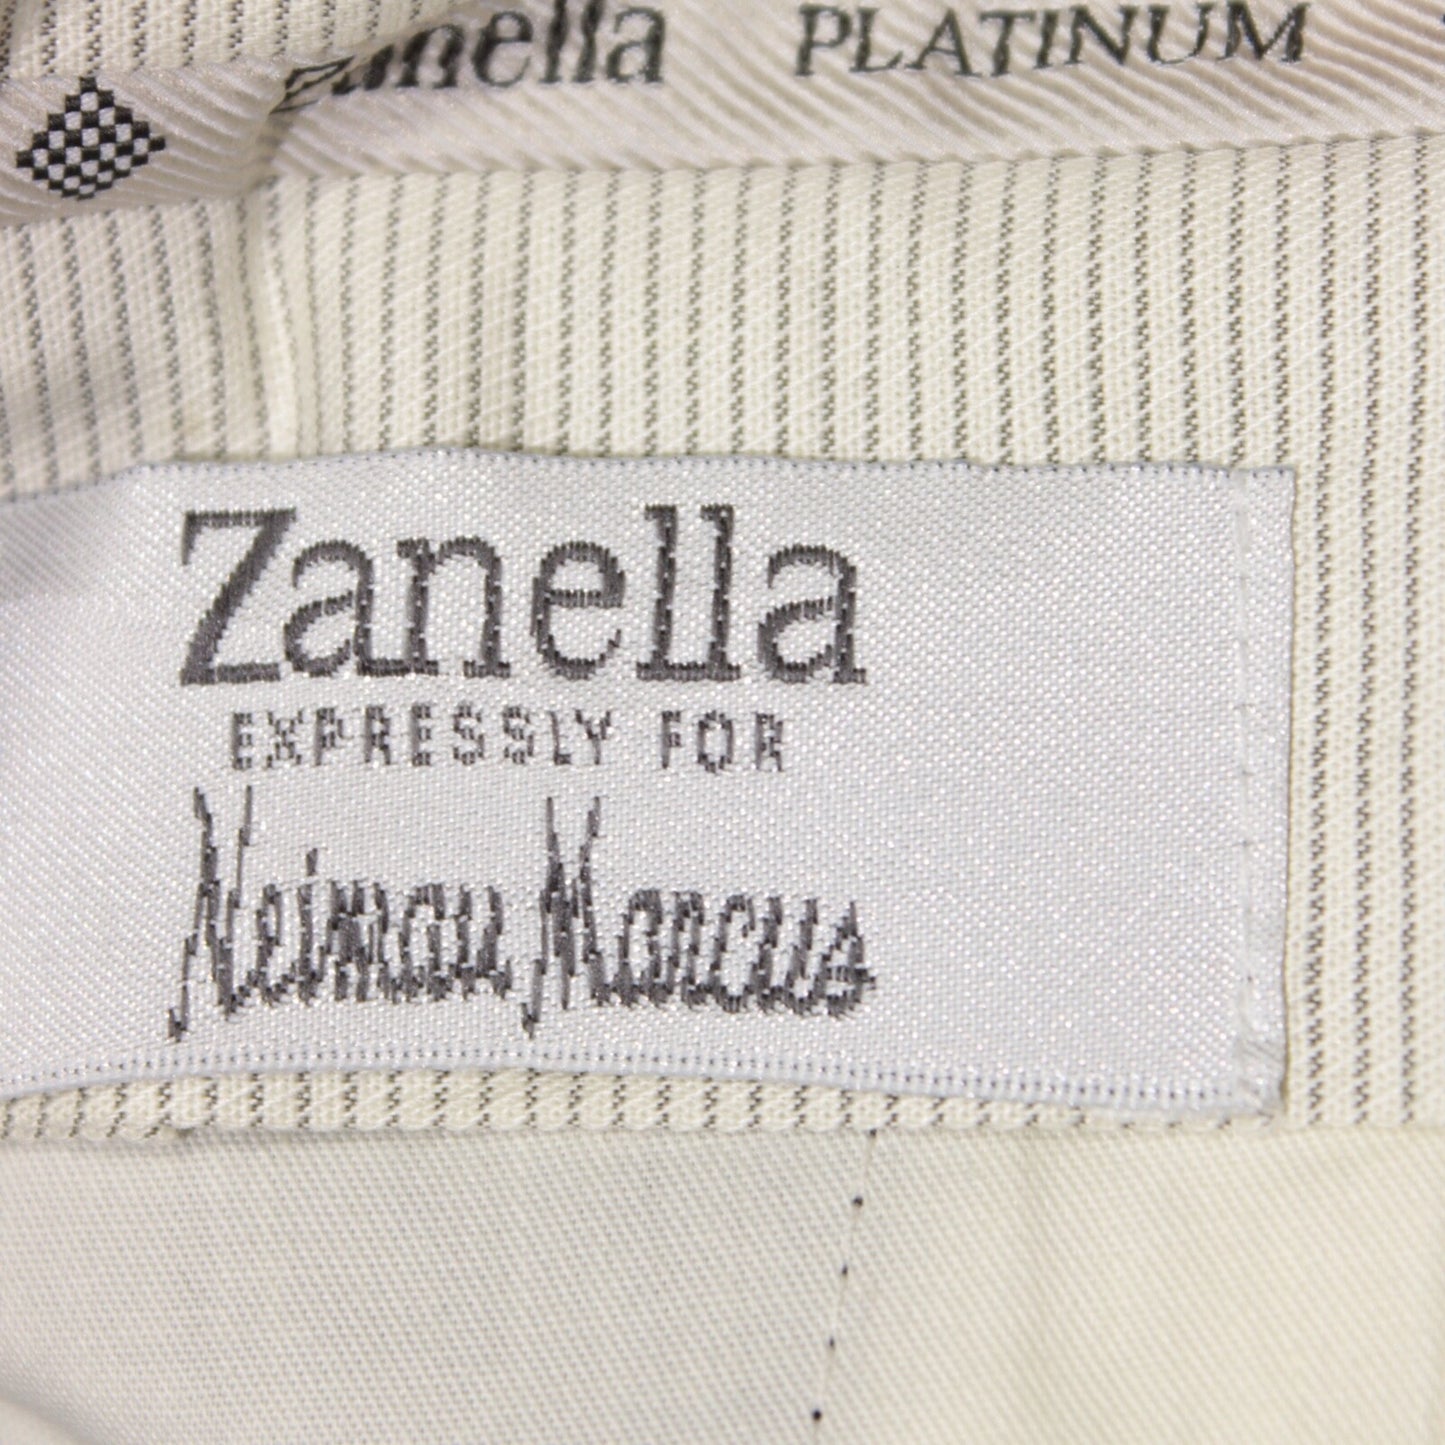 Zanella PLATINUM
Zanella
EXPRESSLY FOR
Neiman Marcus